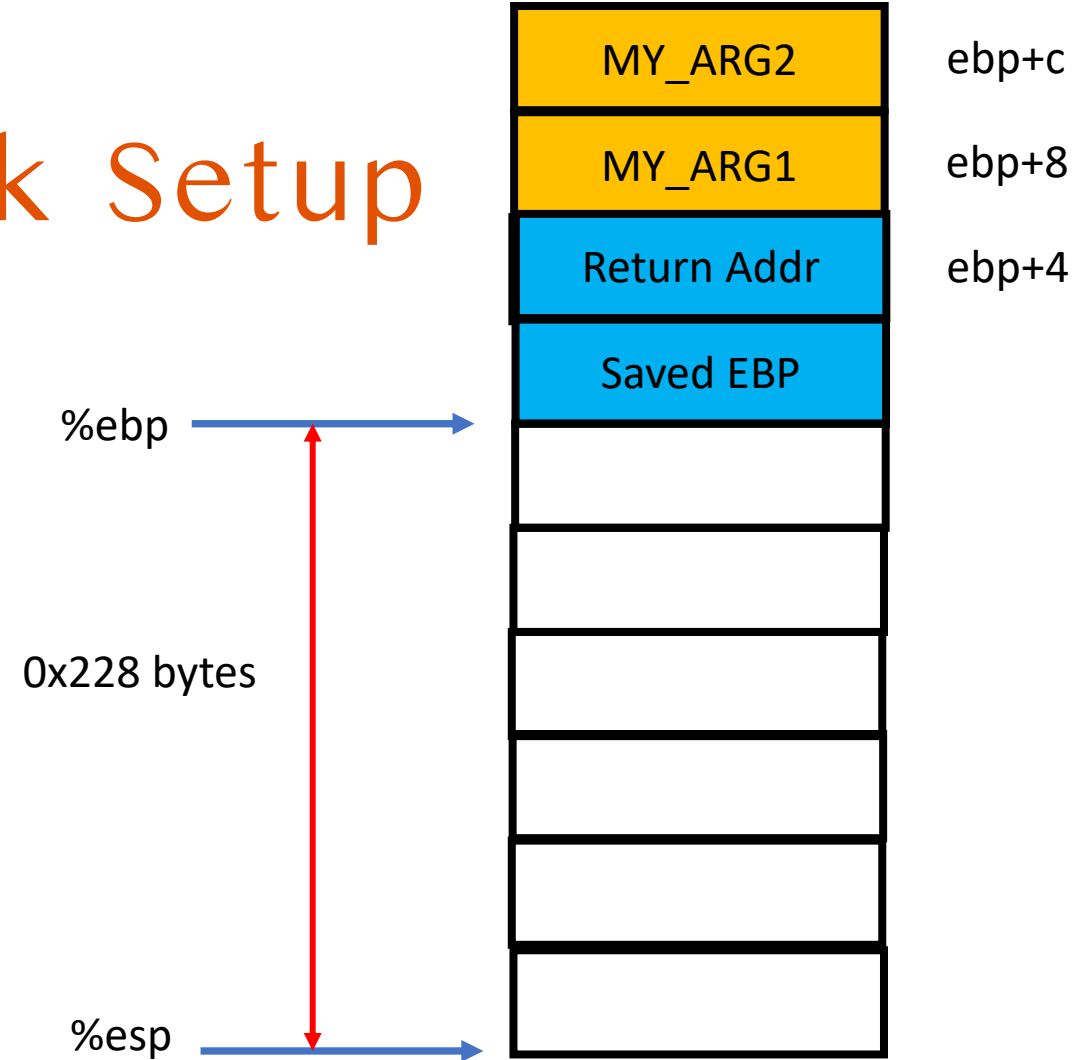 k Setup
MY_ARG2 ebp+c
MY_ARG1 ebp+8
Return Addr ebp+4
Saved EBP
%ebp
0x228 bytes
%esp